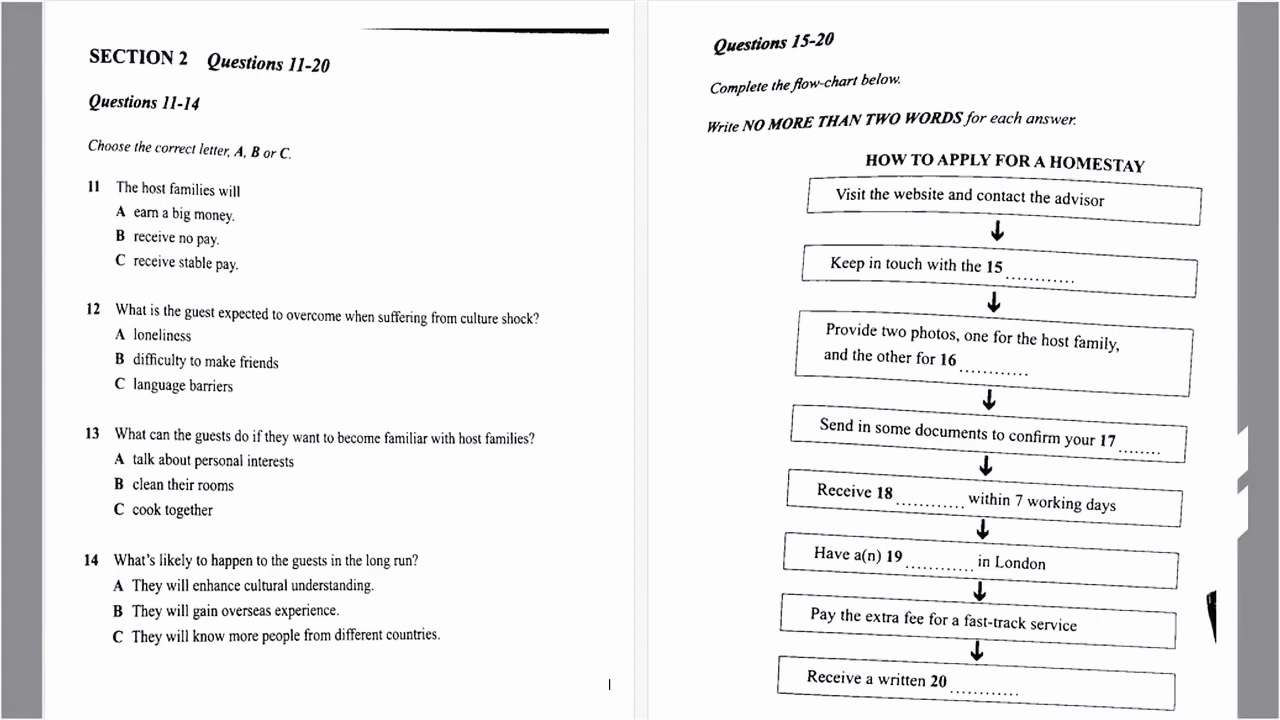 SECTION 2 Questions 11-20
Questions 11-14
Choose the correct letter, A, B or C.
11 The host families will
A earn a big money.
B receive no pay.
C receive stable pay.
12 What is the guest expected to overcome when suffering from culture shock?
A loneliness
B difficulty to make friends
C language barriers
13 What can the guests do if they want to become familiar with host families?
A talk about personal interests
B clean their rooms
C cook together
14 What's likely to happen to the guests in the long run?
A They will enhance cultural understanding.
B They will gain overseas experience.
C They will know more people from different countries.
Questions 15-20
Complete the flow-chart below.
Write NO MORE THAN TWO WORDS for each answer.
HOW TO APPLY FOR A HOMESTAY
Visit the website and contact the advisor
Keep in touch with the 15 ............
Provide two photos, one for the host family,
and the other for 16 ............
Send in some documents to confirm your 17 ........
Receive 18 ............ within 7 working days
Have a(n) 19 ............ in London
Pay the extra fee for a fast-track service
Receive a written 20 ............